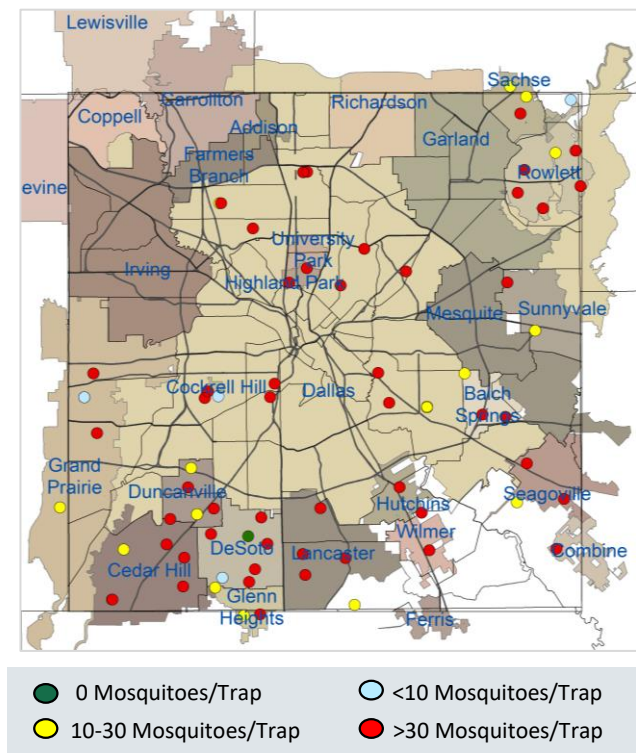 Lewisville
Sachse
Coppell
Carrollton
Richardson
Addison
Garland
Farmers
Branch
evine
Rowlett
University
Park
Irving
Highland Park
Mesquite
Sunnyvale
Cockrell Hill
Dallas
Balch
Springs
Grand
Prairie
Duncanville
Hutchins
Seagoville
Wilmer
DeSoto
Lancaster
Combine
Cedar Hill
Glenn
Heights
Ferris
0 Mosquitoes/Trap
<10 Mosquitoes/Trap
10-30 Mosquitoes/Trap
>30 Mosquitoes/Trap